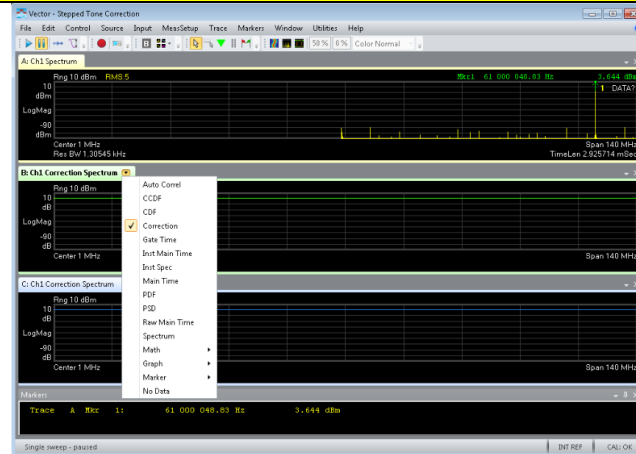 Vector - Stepped Tone Correction
File Edit Control Source Input MeasSetup Trace Markers Window Utilities Help
B 50% 6% Color Normal
A: Ch1 Spectrum
Rng 10 dBm RMS:5 Mkr1 61 000 048.83 Hz 3.644 dBm
10 1 DATA?
dBm
LogMag
-90
dBm
Center 1 MHz Span 140 MHz
Res BW 1.30545 kHz TimeLen 2.925714 mSec
B: Ch1 Correction Spectrum
Rng 10 dBm
10
dB
LogMag
-90
dB
Center 1 MHz Span 140 MHz
Auto Correl
CCDF
CDF
Correction
Gate Time
Inst Main Time
Inst Spec
Main Time
PDF
PSD
Raw Main Time
Spectrum
Math
Graph
Marker
No Data
C: Ch1 Correction Spectrum
Rng 10 dBm
10
dB
LogMag
-90
dB
Center 1 MHz Span 140 MHz
Markers
Trace A Mkr 1: 61 000 048.83 Hz 3.644 dBm
Single sweep - paused INT REF CAL: OK